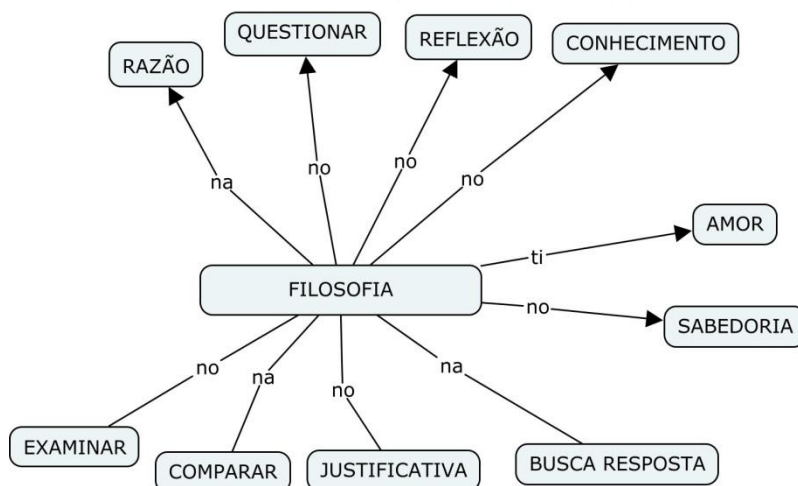 QUESTIONAR
REFLEXÃO
CONHECIMENTO
RAZÃO
na
no
no
no
AMOR
ti
FILOSOFIA
no
SABEDORIA
no
na
no
na
EXAMINAR
COMPARAR
JUSTIFICATIVA
BUSCA RESPOSTA